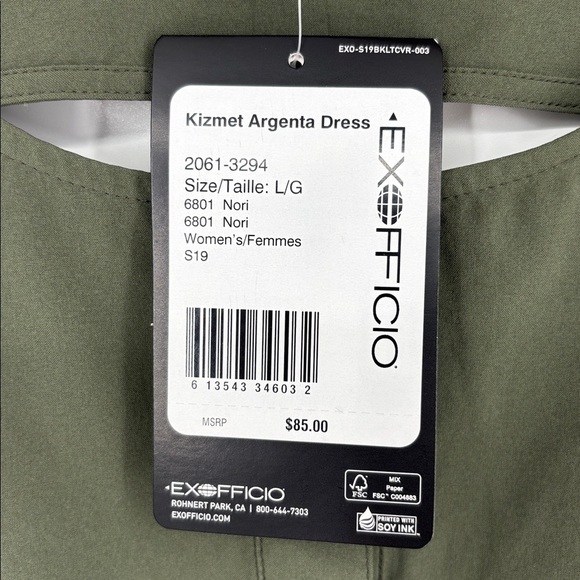 EXO-S19BKLTCVR-003
Kizmet Argenta Dress
2061-3294
Size/Taille: L/G
6801 Nori
6801 Nori
Women's/Femmes
S19
EXOFFICIO
6 13543 34603 2
MSRP $85.00
EXOFFICIO
ROHNERT PARK, CA | 800-644-7303
EXOFFICIO.COM
FSC
MIX
Paper
FSC™ C004883
PRINTED WITH
SOY INK